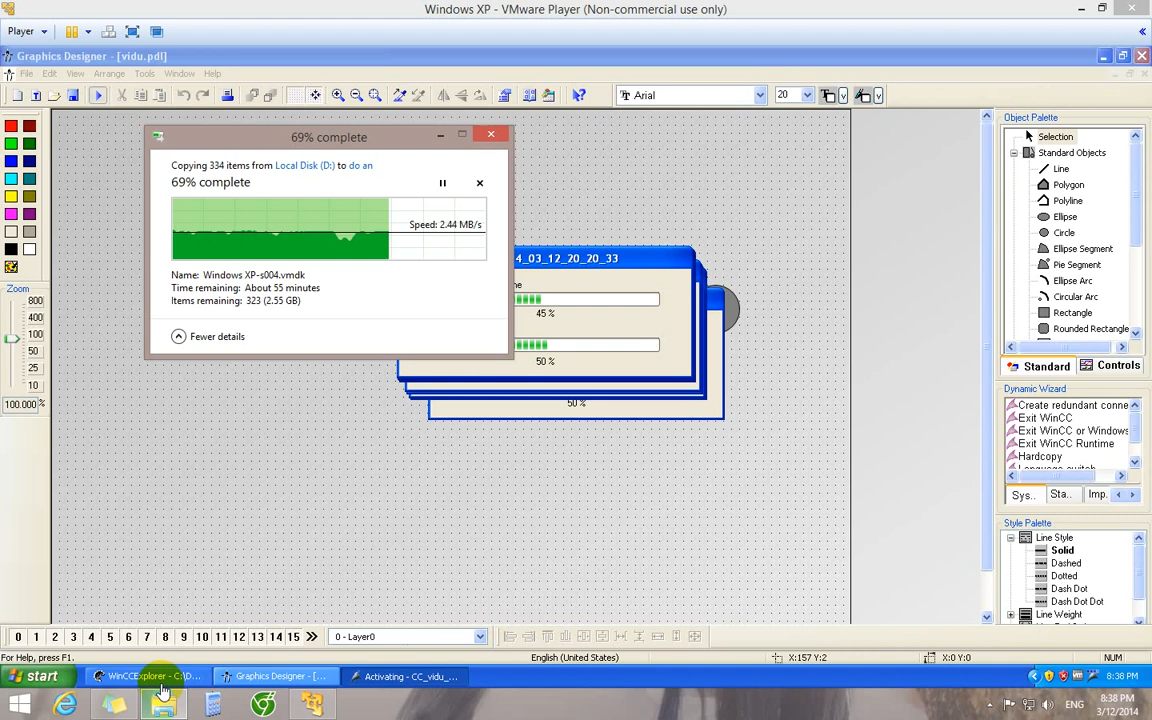 Windows XP - VMware Player (Non-commercial use only)
Player
Graphics Designer - [vidu.pdl]
File Edit View Arrange Tools Window Help
Arial 20
69% complete
Copying 334 items from Local Disk (D:) to do an
69% complete
Speed: 2.44 MB/s
Name: Windows XP-s004.vmdk
Time remaining: About 55 minutes
Items remaining: 323 (2.55 GB)
Fewer details
4_03_12_20_20_33
ne
45 %
50 %
50 %
Zoom
800
400
100
50
25
10
100.000 %
Object Palette
Selection
Standard Objects
Line
Polygon
Polyline
Ellipse
Circle
Ellipse Segment
Pie Segment
Ellipse Arc
Circular Arc
Rectangle
Rounded Rectangle
Standard Controls
Dynamic Wizard
Create redundant conne
Exit WinCC
Exit WinCC or Windows
Exit WinCC Runtime
Hardcopy
Language switch
Sys.. Sta.. Imp.
Style Palette
Line Style
Solid
Dashed
Dotted
Dash Dot
Dash Dot Dot
Line Weight
0 1 2 3 4 5 6 7 8 9 10 11 12 13 14 15
0 - Layer0
For Help, press F1.
English (United States)
X:157 Y:2
X:0 Y:0
NUM
start
WinCCExplorer - C:\D...
Graphics Designer - [...
Activating - CC_vidu_...
8:38 PM
ENG
8:38 PM
3/12/2014